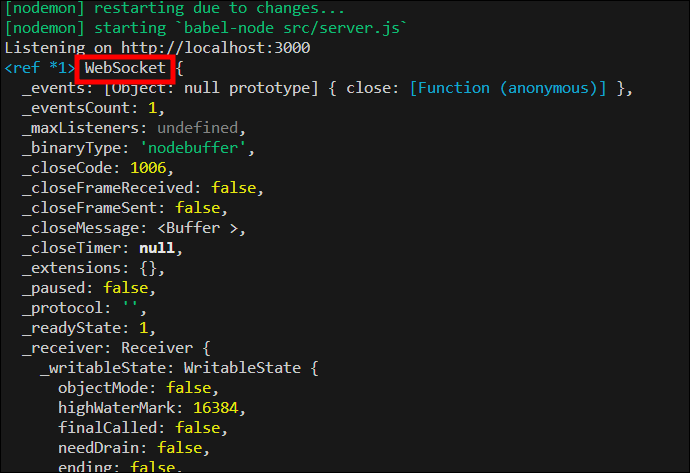 [nodemon] restarting due to changes...
[nodemon] starting `babel-node src/server.js`
Listening on http://localhost:3000
<ref *1> WebSocket {
  _events: [Object: null prototype] { close: [Function (anonymous)] },
  _eventsCount: 1,
  _maxListeners: undefined,
  _binaryType: 'nodebuffer',
  _closeCode: 1006,
  _closeFrameReceived: false,
  _closeFrameSent: false,
  _closeMessage: <Buffer >,
  _closeTimer: null,
  _extensions: {},
  _paused: false,
  _protocol: '',
  _readyState: 1,
  _receiver: Receiver {
    _writableState: WritableState {
      objectMode: false,
      highWaterMark: 16384,
      finalCalled: false,
      needDrain: false,
      ending: false,